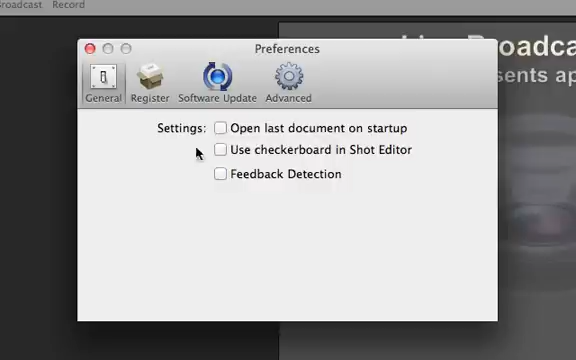 Broadcast Record
Preferences
General Register Software Update Advanced
Settings: Open last document on startup
Use checkerboard in Shot Editor
Feedback Detection